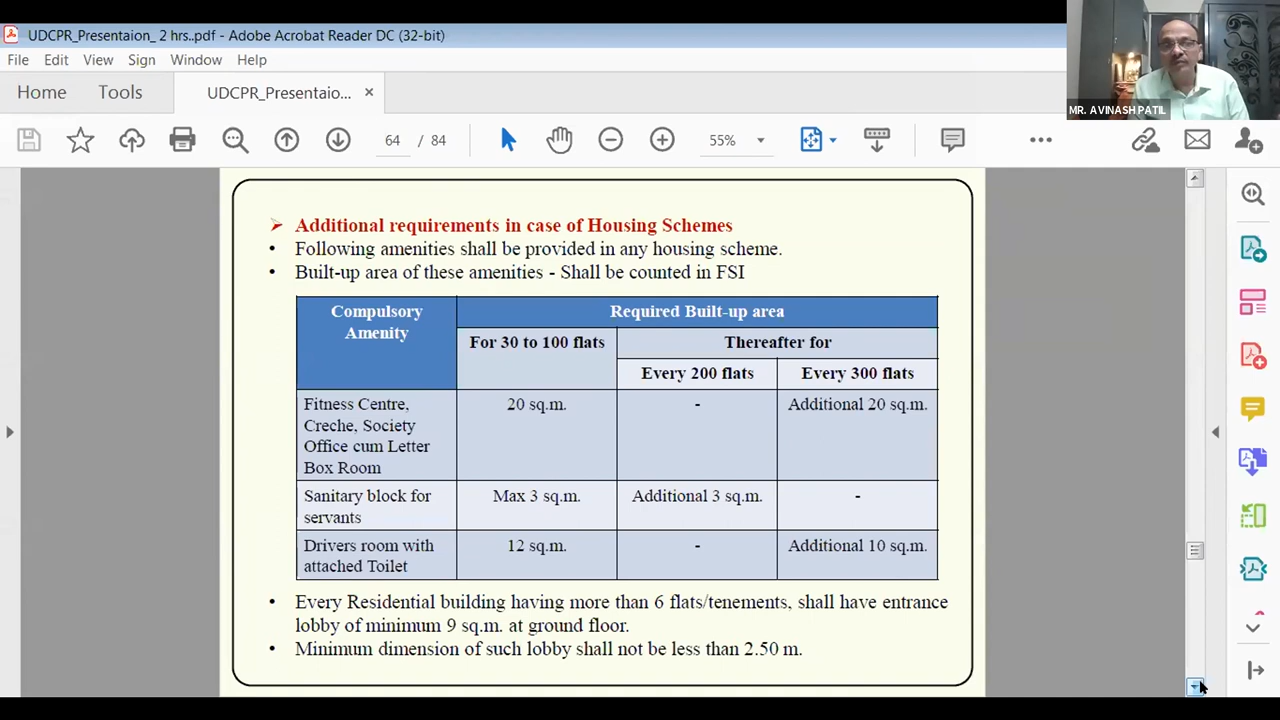 UDCPR_Presentaion_ 2 hrs..pdf - Adobe Acrobat Reader DC (32-bit)
File Edit View Sign Window Help
MR. AVINASH PATIL
Home Tools UDCPR_Presentaio... ×
64 / 84 55%
Additional requirements in case of Housing Schemes
• Following amenities shall be provided in any housing scheme.
• Built-up area of these amenities - Shall be counted in FSI
Compulsory Amenity
Required Built-up area
For 30 to 100 flats
Thereafter for
Every 200 flats Every 300 flats
Fitness Centre,
Creche, Society
Office cum Letter
Box Room
20 sq.m. - Additional 20 sq.m.
Sanitary block for
servants
Max 3 sq.m. Additional 3 sq.m. -
Drivers room with
attached Toilet
12 sq.m. - Additional 10 sq.m.
• Every Residential building having more than 6 flats/tenements, shall have entrance
lobby of minimum 9 sq.m. at ground floor.
• Minimum dimension of such lobby shall not be less than 2.50 m.